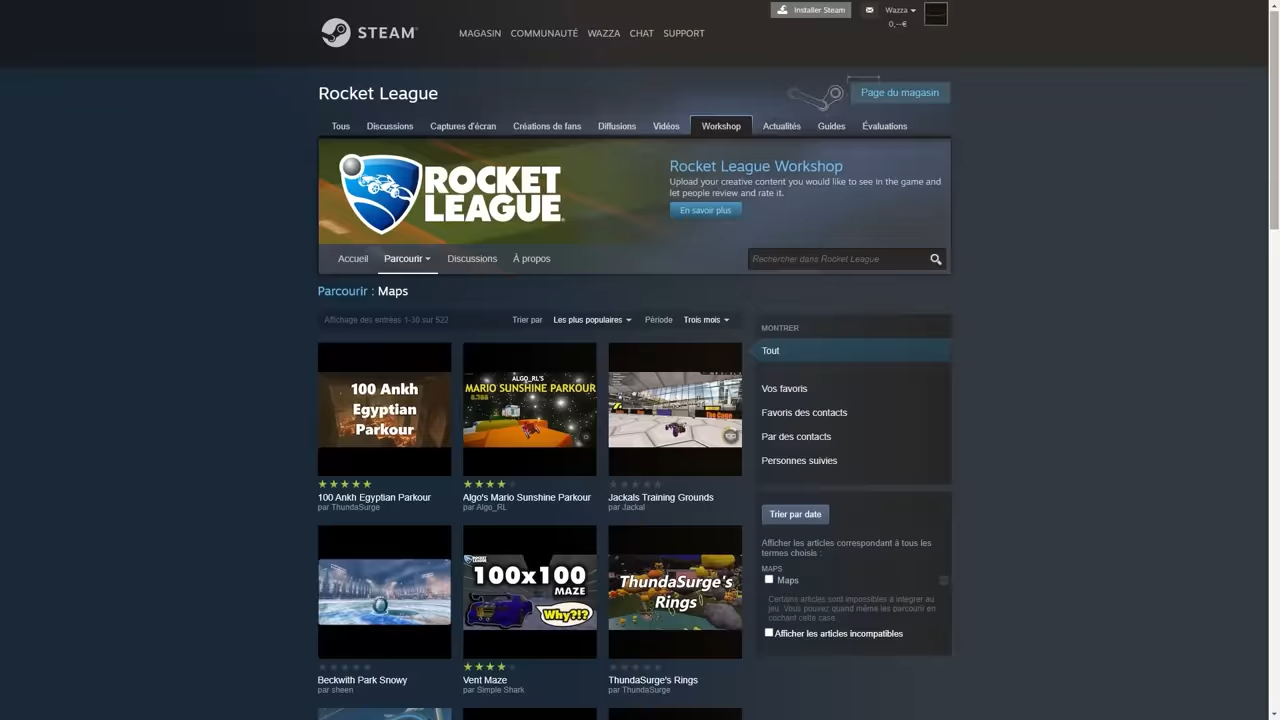 Installer Steam
Wazza
0,--€
STEAM
MAGASIN COMMUNAUTÉ WAZZA CHAT SUPPORT
Rocket League
Page du magasin
Tous Discussions Captures d'écran Créations de fans Diffusions Vidéos Workshop Actualités Guides Évaluations
ROCKET
LEAGUE
Rocket League Workshop
Upload your creative content you would like to see in the game and
let people review and rate it.
En savoir plus
Accueil Parcourir Discussions À propos
Rechercher dans Rocket League
Parcourir : Maps
Affichage des entrées 1-30 sur 522
Trier par Les plus populaires Période Trois mois
MONTRER
Tout
Vos favoris
Favoris des contacts
Par des contacts
Personnes suivies
100 Ankh
Egyptian
Parkour
ALGO_RL'S
MARIO SUNSHINE PARKOUR
The Cage
100 Ankh Egyptian Parkour
par ThundaSurge
Algo's Mario Sunshine Parkour
par Algo_RL
Jackals Training Grounds
par Jackal
Trier par date
Afficher les articles correspondant à tous les
termes choisis :
MAPS
Maps
Certains articles sont impossibles à intégrer au
jeu. Vous pouvez quand même les parcourir en
cochant cette case.
Afficher les articles incompatibles
100x100
MAZE
Why?!?
ThundaSurge's
Rings
Beckwith Park Snowy
par sheen
Vent Maze
par Simple Shark
ThundaSurge's Rings
par ThundaSurge